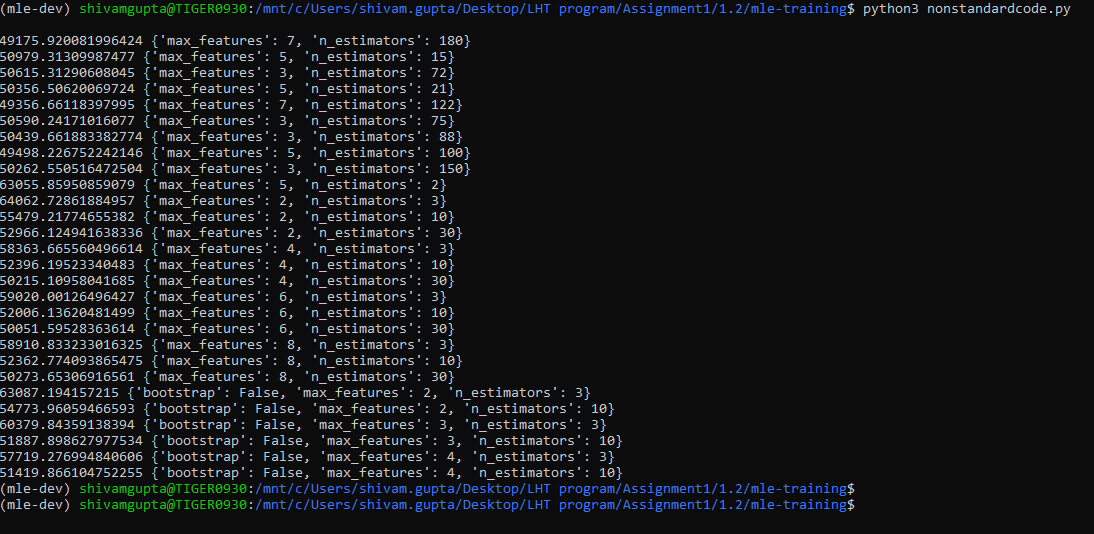 (mle-dev) shivamgupta@TIGER0930:/mnt/c/Users/shivam.gupta/Desktop/LHT program/Assignment1/1.2/mle-training$ python3 nonstandardcode.py
49175.920081996424 {'max_features': 7, 'n_estimators': 180}
50979.31309987477 {'max_features': 5, 'n_estimators': 15}
50615.31290608045 {'max_features': 3, 'n_estimators': 72}
50356.50620069724 {'max_features': 5, 'n_estimators': 21}
49356.66118397995 {'max_features': 7, 'n_estimators': 122}
50590.24171016077 {'max_features': 3, 'n_estimators': 75}
50439.661883382774 {'max_features': 3, 'n_estimators': 88}
49498.226752242146 {'max_features': 5, 'n_estimators': 100}
50262.550516472504 {'max_features': 3, 'n_estimators': 150}
63055.85950859079 {'max_features': 5, 'n_estimators': 2}
64062.72861884957 {'max_features': 2, 'n_estimators': 3}
55479.21774655382 {'max_features': 2, 'n_estimators': 10}
52966.124941638336 {'max_features': 2, 'n_estimators': 30}
58363.665560496614 {'max_features': 4, 'n_estimators': 3}
52396.19523340483 {'max_features': 4, 'n_estimators': 10}
50215.10958041685 {'max_features': 4, 'n_estimators': 30}
59020.00126496427 {'max_features': 6, 'n_estimators': 3}
52006.13620481499 {'max_features': 6, 'n_estimators': 10}
50051.59528363614 {'max_features': 6, 'n_estimators': 30}
58910.833233016325 {'max_features': 8, 'n_estimators': 3}
52362.774093865475 {'max_features': 8, 'n_estimators': 10}
50273.65306916561 {'max_features': 8, 'n_estimators': 30}
63087.194157215 {'bootstrap': False, 'max_features': 2, 'n_estimators': 3}
54773.96059466593 {'bootstrap': False, 'max_features': 2, 'n_estimators': 10}
60379.84359138394 {'bootstrap': False, 'max_features': 3, 'n_estimators': 3}
51887.898627977534 {'bootstrap': False, 'max_features': 3, 'n_estimators': 10}
57719.276994840606 {'bootstrap': False, 'max_features': 4, 'n_estimators': 3}
51419.866104752255 {'bootstrap': False, 'max_features': 4, 'n_estimators': 10}
(mle-dev) shivamgupta@TIGER0930:/mnt/c/Users/shivam.gupta/Desktop/LHT program/Assignment1/1.2/mle-training$
(mle-dev) shivamgupta@TIGER0930:/mnt/c/Users/shivam.gupta/Desktop/LHT program/Assignment1/1.2/mle-training$